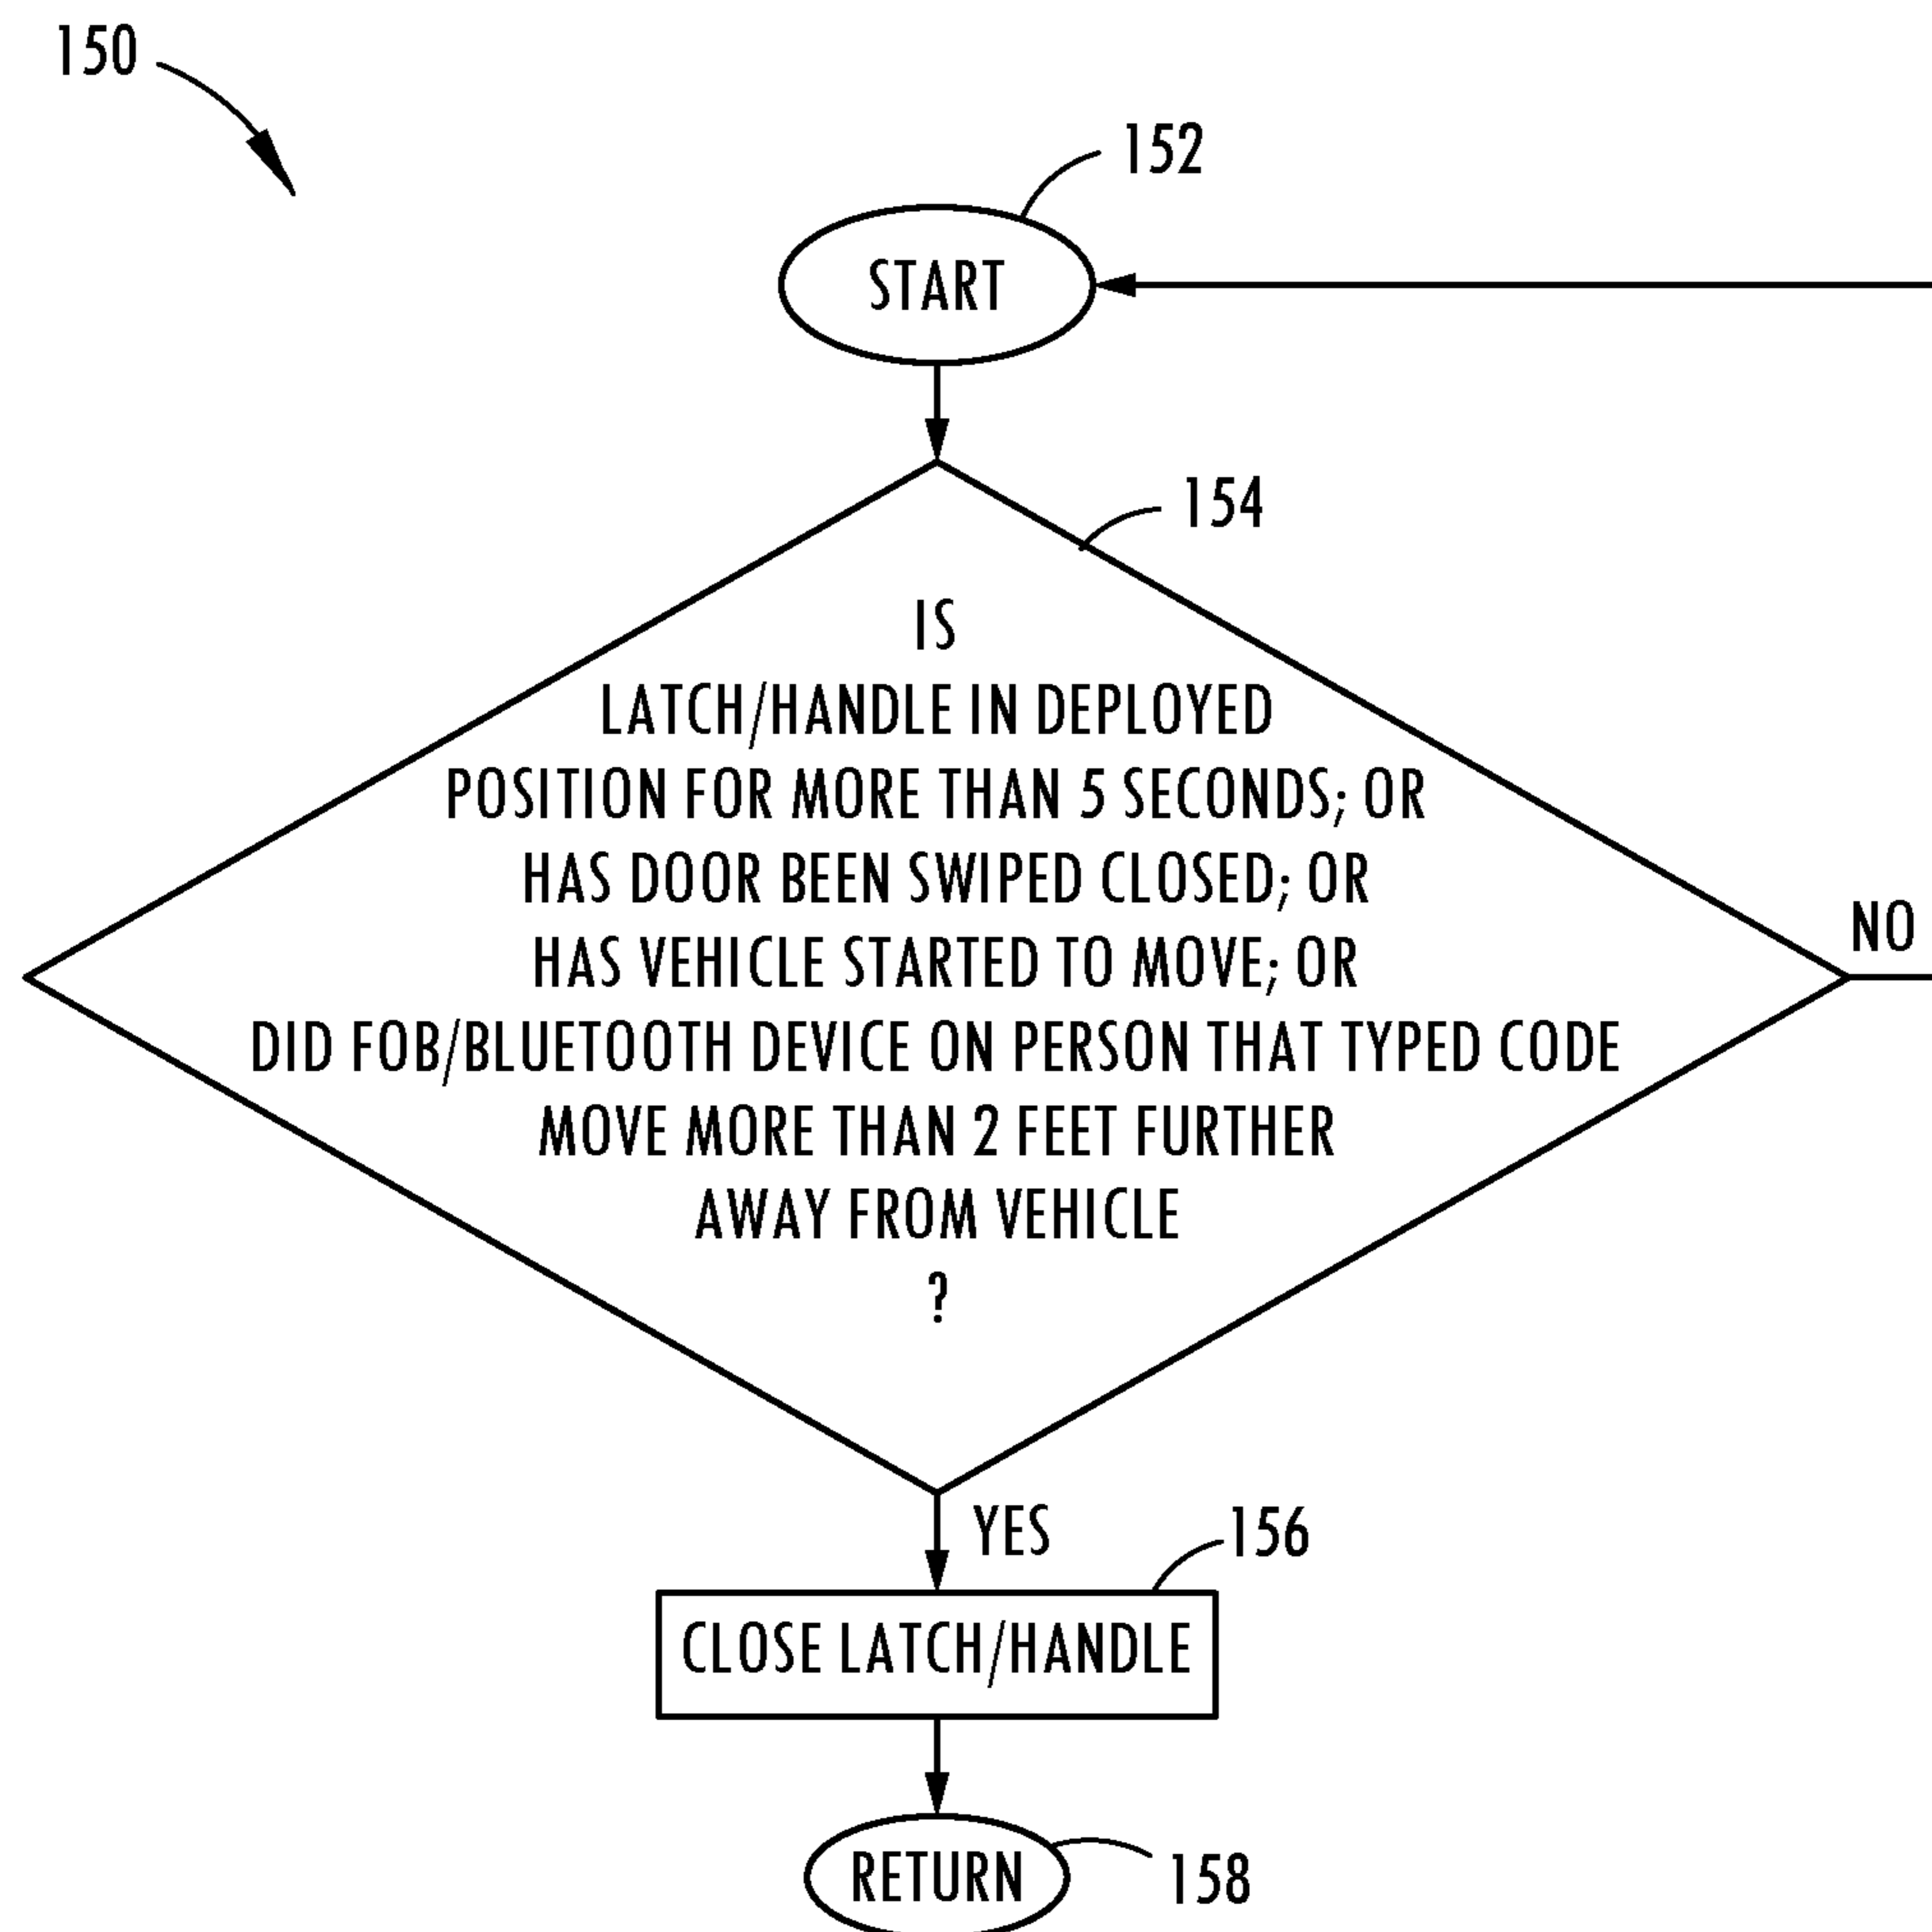 150
152
START
154
IS
LATCH/HANDLE IN DEPLOYED
POSITION FOR MORE THAN 5 SECONDS; OR
HAS DOOR BEEN SWIPED CLOSED; OR
HAS VEHICLE STARTED TO MOVE; OR
DID FOB/BLUETOOTH DEVICE ON PERSON THAT TYPED CODE
MOVE MORE THAN 2 FEET FURTHER
AWAY FROM VEHICLE
?
NO
YES
156
CLOSE LATCH/HANDLE
RETURN
158